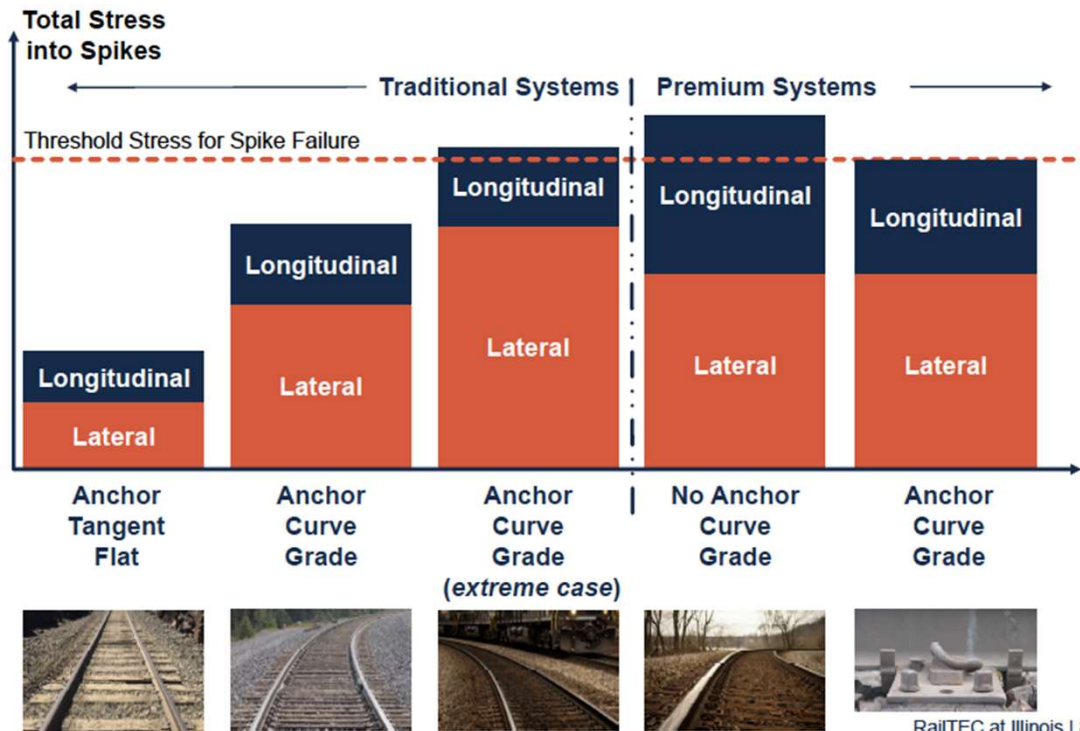 Total Stress
into Spikes
Traditional Systems
Premium Systems
Threshold Stress for Spike Failure
Longitudinal
Lateral
Longitudinal
Lateral
Longitudinal
Lateral
Longitudinal
Lateral
Longitudinal
Lateral
Anchor
Tangent
Flat
Anchor
Curve
Grade
Anchor
Curve
Grade
(extreme case)
No Anchor
Curve
Grade
Anchor
Curve
Grade
RailTEC at Illinois |